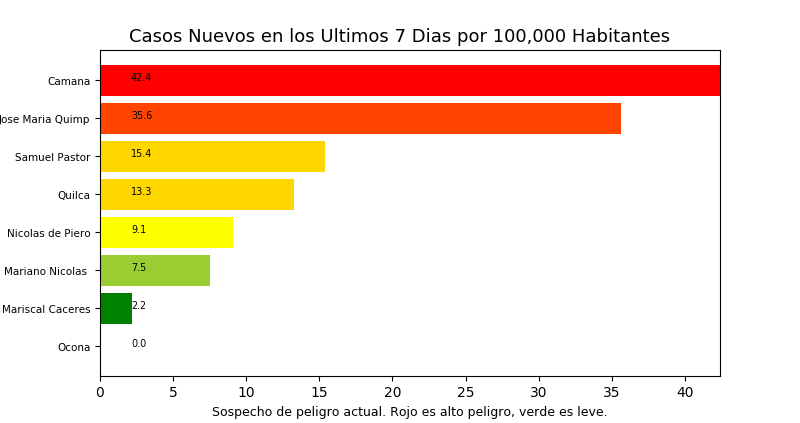 Casos Nuevos en los Ultimos 7 Dias por 100,000 Habitantes
Camana 42.4
Jose Maria Quimp 35.6
Samuel Pastor 15.4
Quilca 13.3
Nicolas de Piero 9.1
Mariano Nicolas 7.5
Mariscal Caceres 2.2
Ocona 0.0
0 5 10 15 20 25 30 35 40
Sospecho de peligro actual. Rojo es alto peligro, verde es leve.